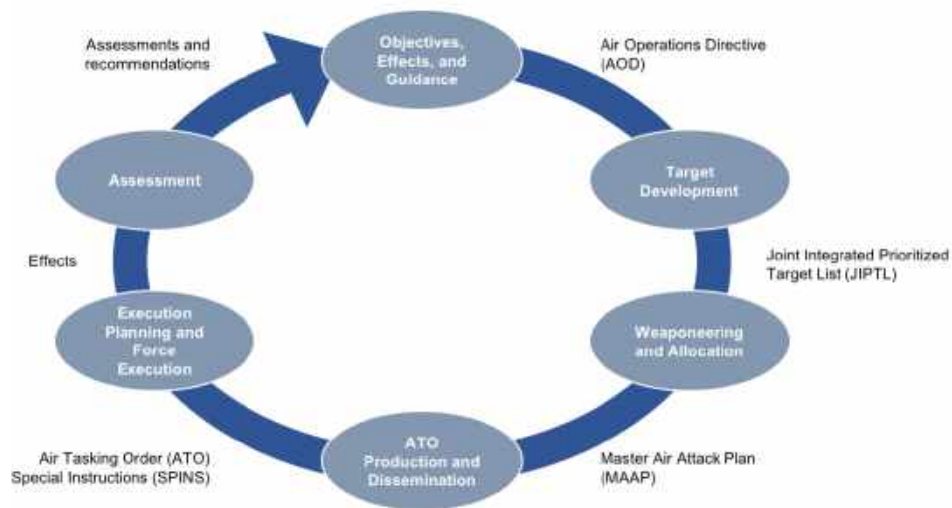 Assessments and
recommendations
Objectives,
Effects, and
Guidance
Air Operations Directive
(AOD)
Target
Development
Joint Integrated Prioritized
Target List (JIPTL)
Weaponeering
and Allocation
Master Air Attack Plan
(MAAP)
ATO
Production and
Dissemination
Air Tasking Order (ATO)
Special Instructions (SPINS)
Execution
Planning and
Force
Execution
Effects
Assessment